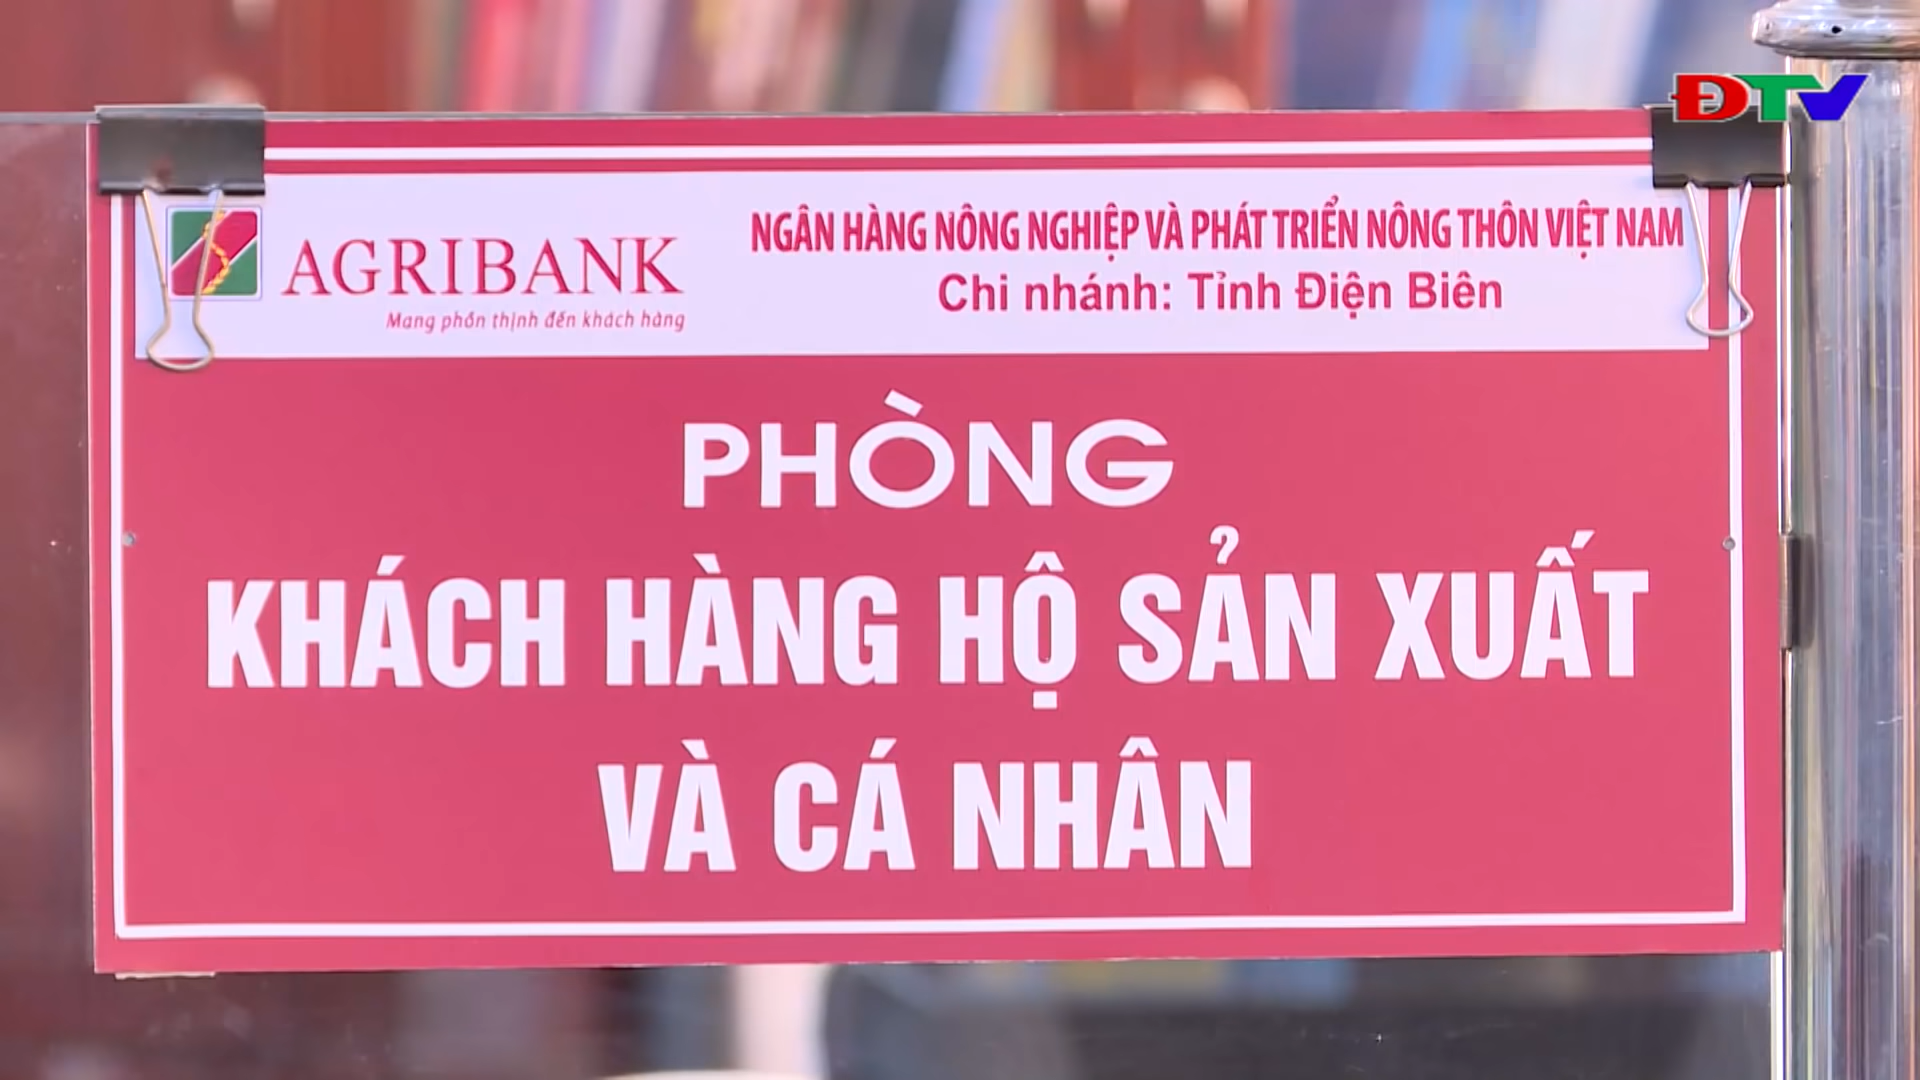 ĐTV
AGRIBANK
Mang phồn thịnh đến khách hàng
NGÂN HÀNG NÔNG NGHIỆP VÀ PHÁT TRIỂN NÔNG THÔN VIỆT NAM
Chi nhánh: Tỉnh Điện Biên
PHÒNG
KHÁCH HÀNG HỘ SẢN XUẤT
VÀ CÁ NHÂN